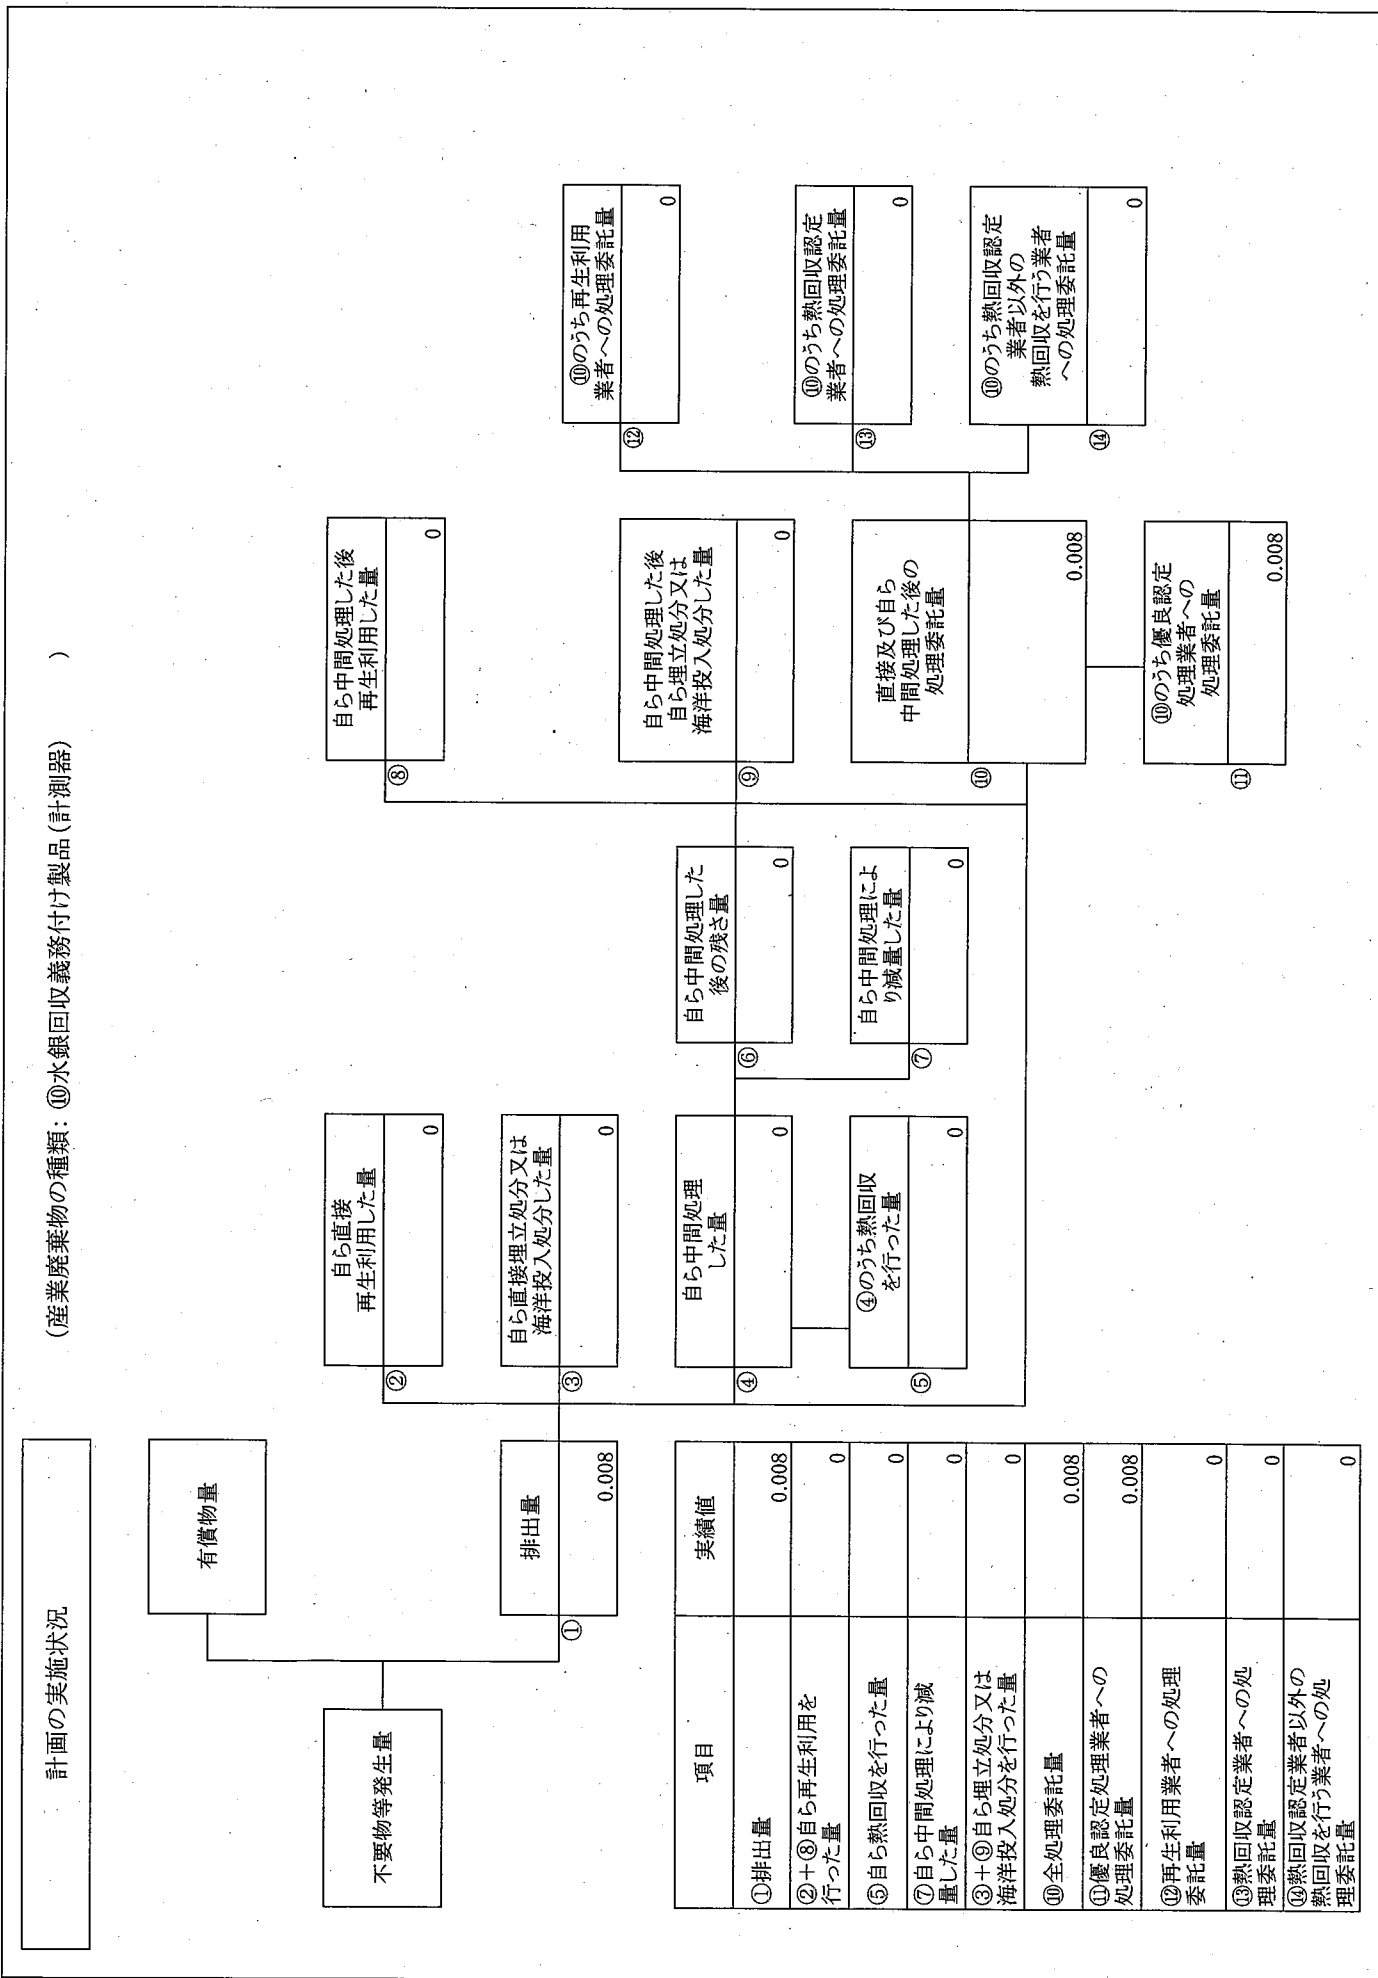 計画の実施状況
（産業廃棄物の種類：⑩水銀回収義務付け製品（計測器） ）
不要物等発生量
有償物量
①
排出量
0.008
②
自ら直接
再生利用した量
0
③
自ら直接埋立処分又は
海洋投入処分した量
0
④
自ら中間処理
した量
0
⑤
④のうち熱回収
を行った量
0
⑥
自ら中間処理した
後の残さ量
0
⑦
自ら中間処理によ
り減量した量
0
⑧
自ら中間処理した後
再生利用した量
0
⑨
自ら中間処理した後
自ら埋立処分又は
海洋投入処分した量
0
⑩
直接及び自ら
中間処理した後の
処理委託量
0.008
⑪
⑩のうち優良認定
処理業者への
処理委託量
0.008
⑫
⑩のうち再生利用
業者への処理委託量
0
⑬
⑩のうち熱回収認定
業者への処理委託量
0
⑭
⑩のうち熱回収認定
業者以外の
熱回収を行う業者
への処理委託量
0
項目 実績値
①排出量 0.008
②＋⑧自ら再生利用を
行った量 0
⑤自ら熱回収を行った量 0
⑦自ら中間処理により減
量した量 0
③＋⑨自ら埋立処分又は
海洋投入処分を行った量 0
⑩全処理委託量 0.008
⑪優良認定処理業者への
処理委託量 0.008
⑫再生利用業者への処理
委託量 0
⑬熱回収認定業者への処
理委託量 0
⑭熱回収認定業者以外の
熱回収を行う業者への処
理委託量 0